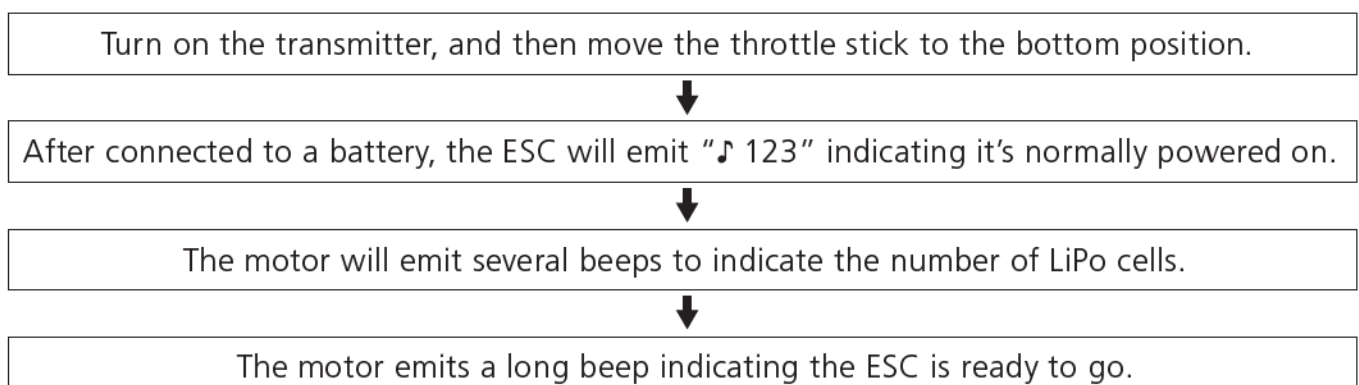 Turn on the transmitter, and then move the throttle stick to the bottom position.
After connected to a battery, the ESC will emit “♪ 123” indicating it’s normally powered on.
The motor will emit several beeps to indicate the number of LiPo cells.
The motor emits a long beep indicating the ESC is ready to go.